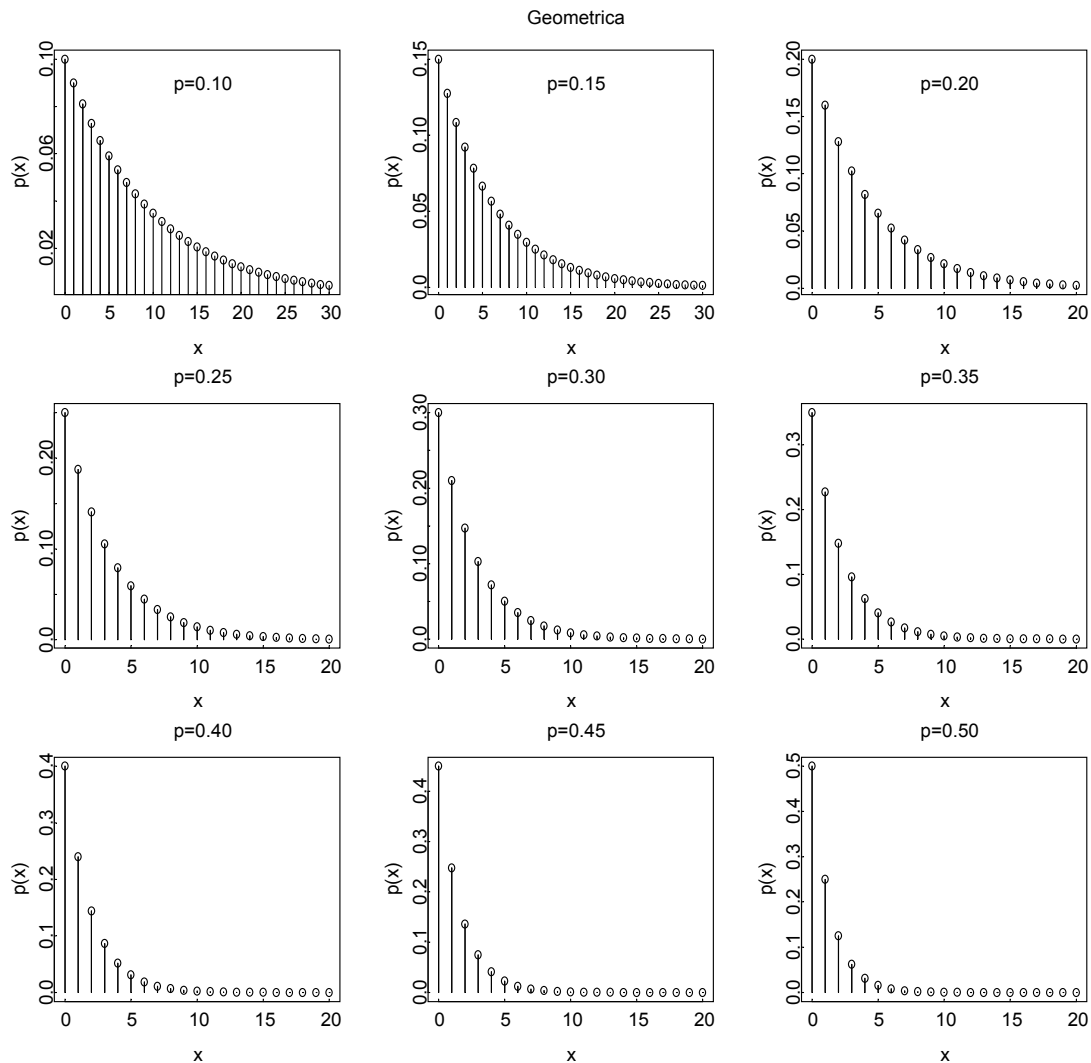 Geometrica
p=0.10
p(x)
0.02 0.06 0.10
0 5 10 15 20 25 30
x
p=0.15
p(x)
0.0 0.05 0.10 0.15
0 5 10 15 20 25 30
x
p=0.20
p(x)
0.0 0.05 0.10 0.15 0.20
0 5 10 15 20
x
p=0.25
p(x)
0.0 0.10 0.20
0 5 10 15 20
x
p=0.30
p(x)
0.0 0.10 0.20 0.30
0 5 10 15 20
x
p=0.35
p(x)
0.0 0.1 0.2 0.3
0 5 10 15 20
x
p=0.40
p(x)
0.0 0.1 0.2 0.3 0.4
0 5 10 15 20
x
p=0.45
p(x)
0.0 0.1 0.2 0.3 0.4
0 5 10 15 20
x
p=0.50
p(x)
0.0 0.1 0.2 0.3 0.4 0.5
0 5 10 15 20
x